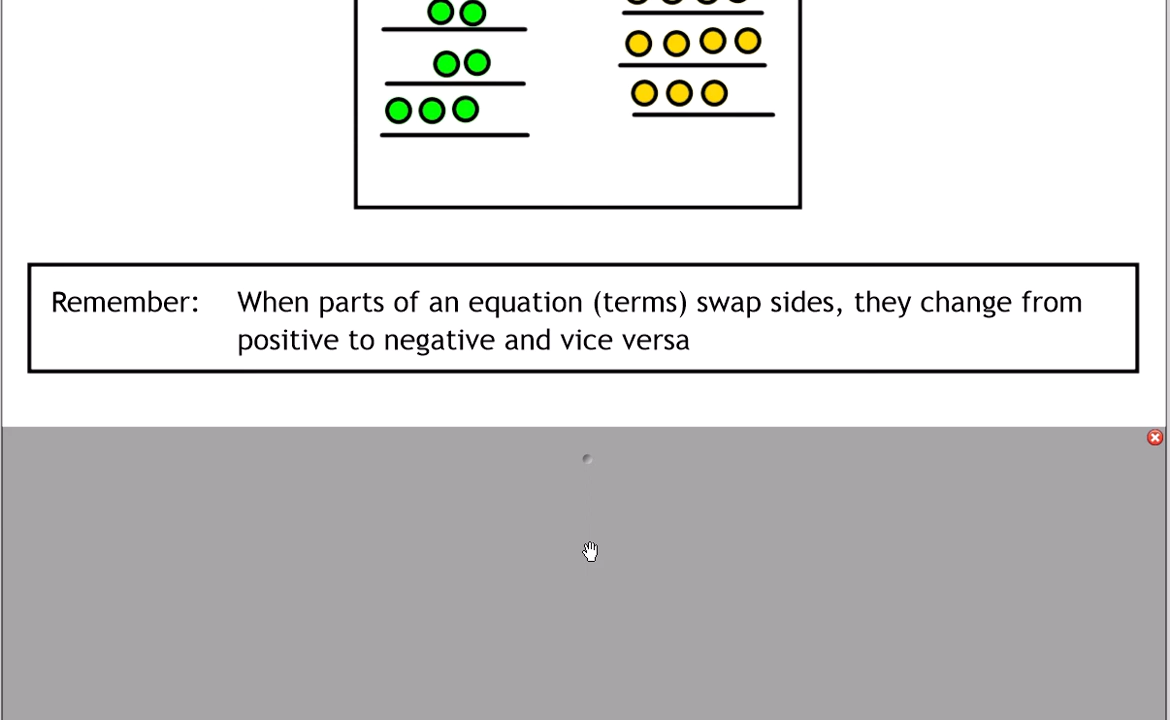 Remember: When parts of an equation (terms) swap sides, they change from
positive to negative and vice versa